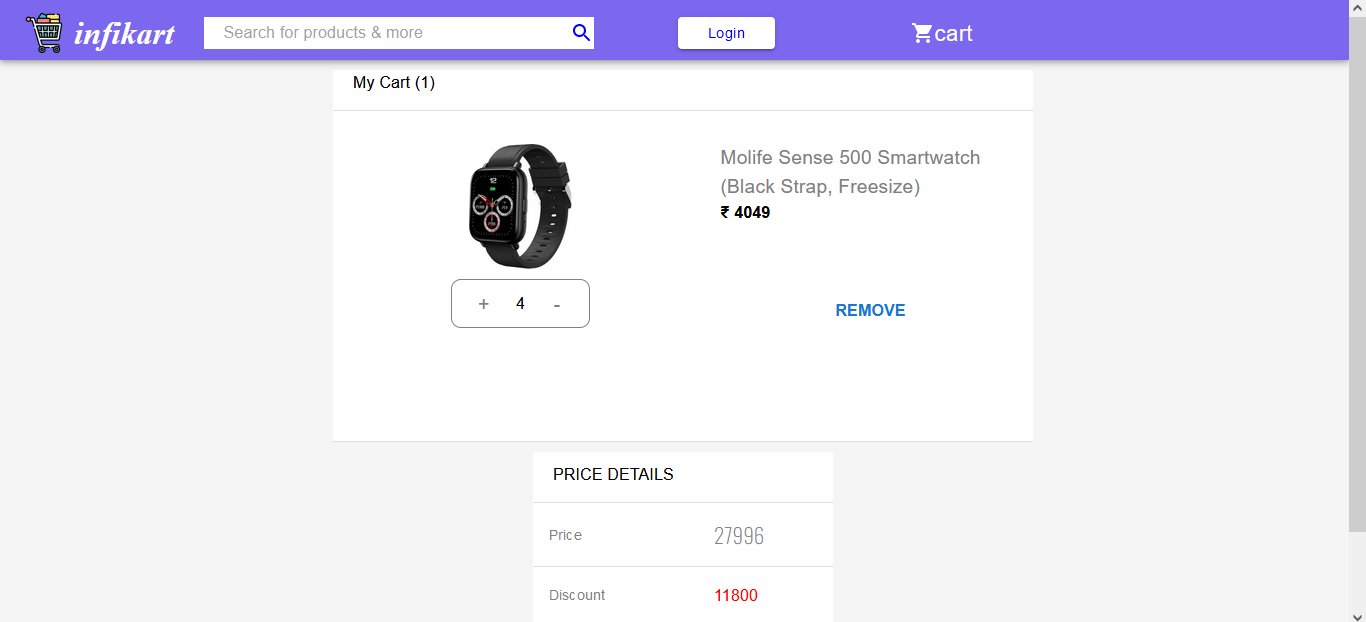 infikart
Search for products & more
Login
cart
My Cart (1)
Molife Sense 500 Smartwatch
(Black Strap, Freesize)
₹ 4049
+ 4 -
REMOVE
PRICE DETAILS
Price 27996
Discount 11800